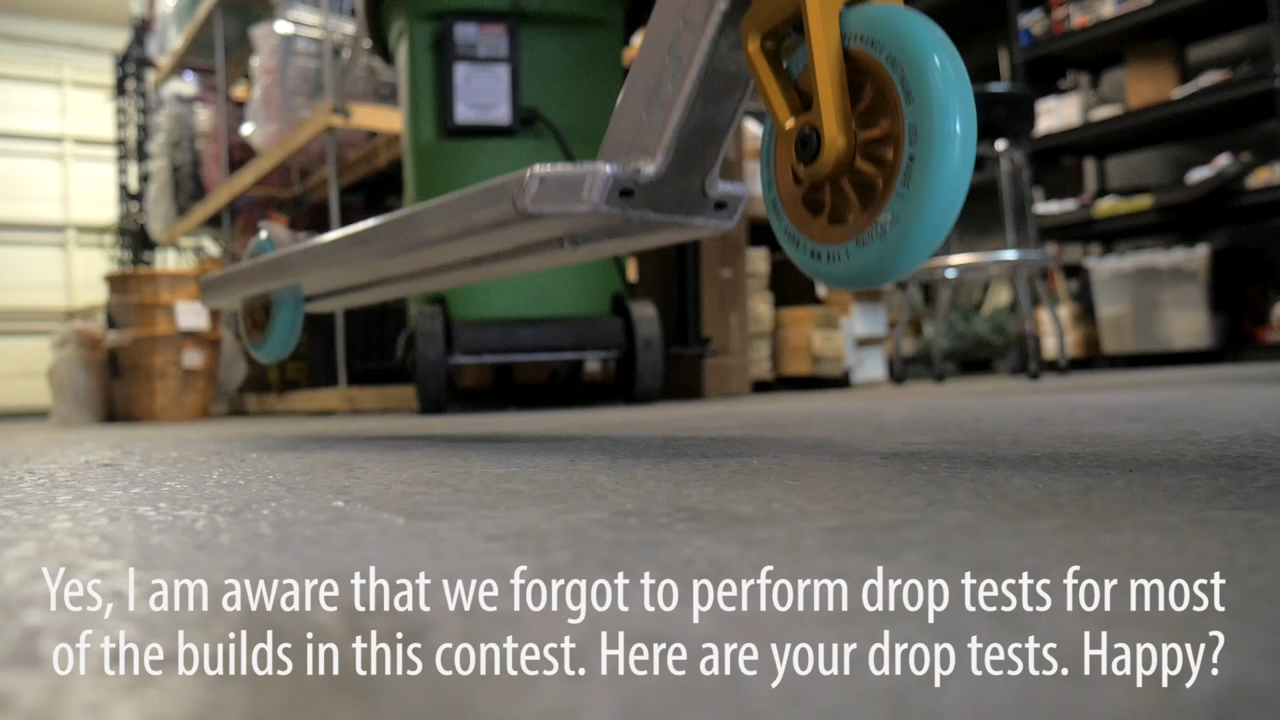 Yes, I am aware that we forgot to perform drop tests for most
of the builds in this contest. Here are your drop tests. Happy?